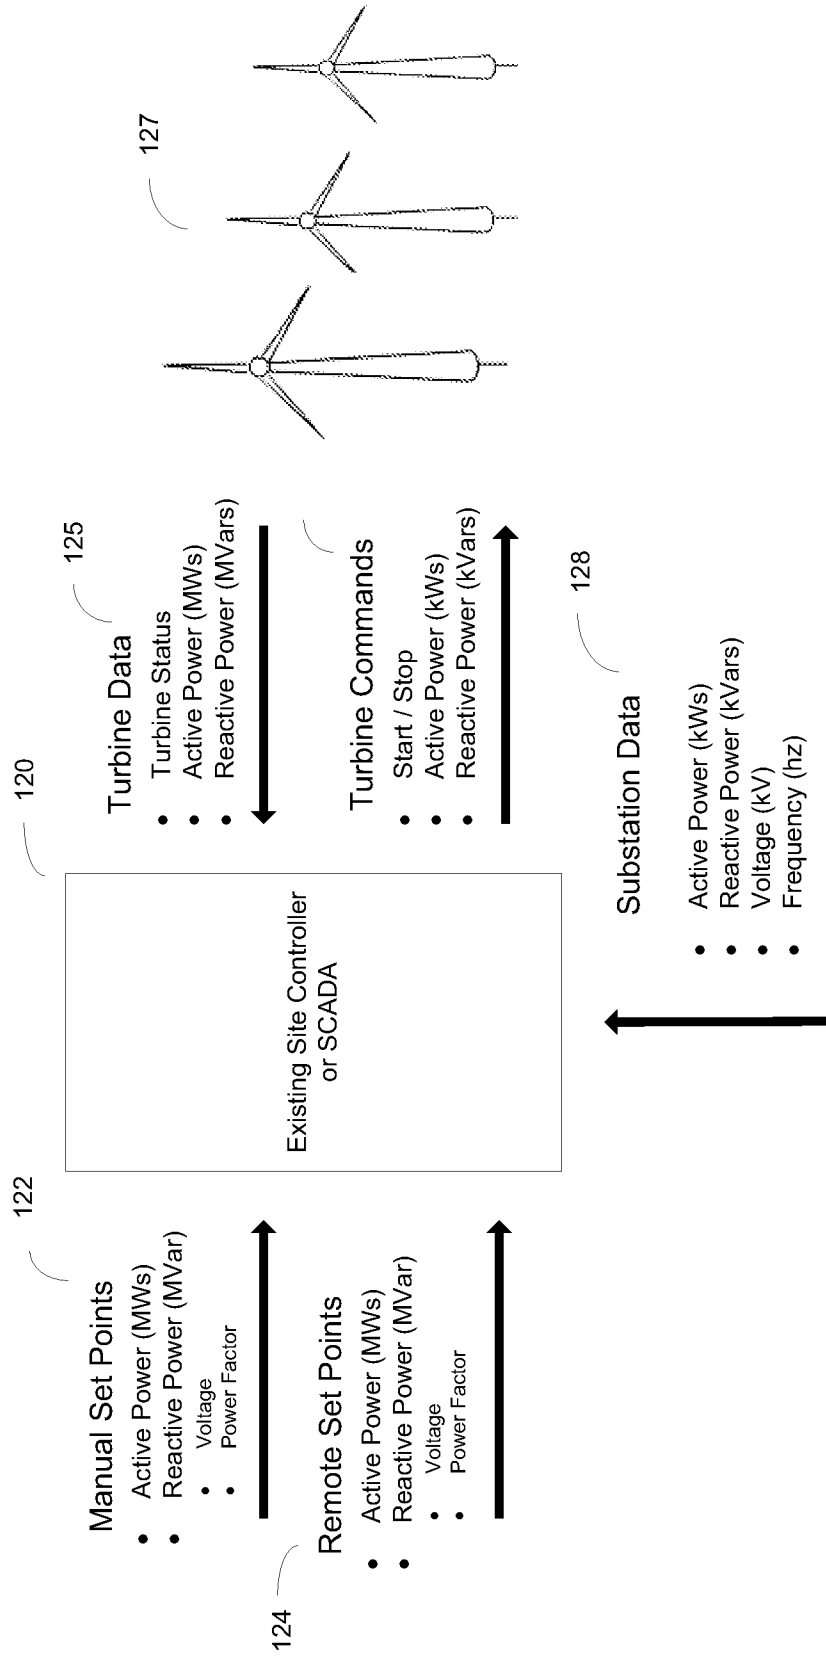 122
Manual Set Points
• Active Power (MWs)
• Reactive Power (MVar)
• Voltage
• Power Factor
124
Remote Set Points
• Active Power (MWs)
• Reactive Power (MVar)
• Voltage
• Power Factor
120
Existing Site Controller
or SCADA
125
Turbine Data
• Turbine Status
• Active Power (MWs)
• Reactive Power (MVars)
Turbine Commands
• Start / Stop
• Active Power (kWs)
• Reactive Power (kVars)
127
128
Substation Data
• Active Power (kWs)
• Reactive Power (kVars)
• Voltage (kV)
• Frequency (hz)